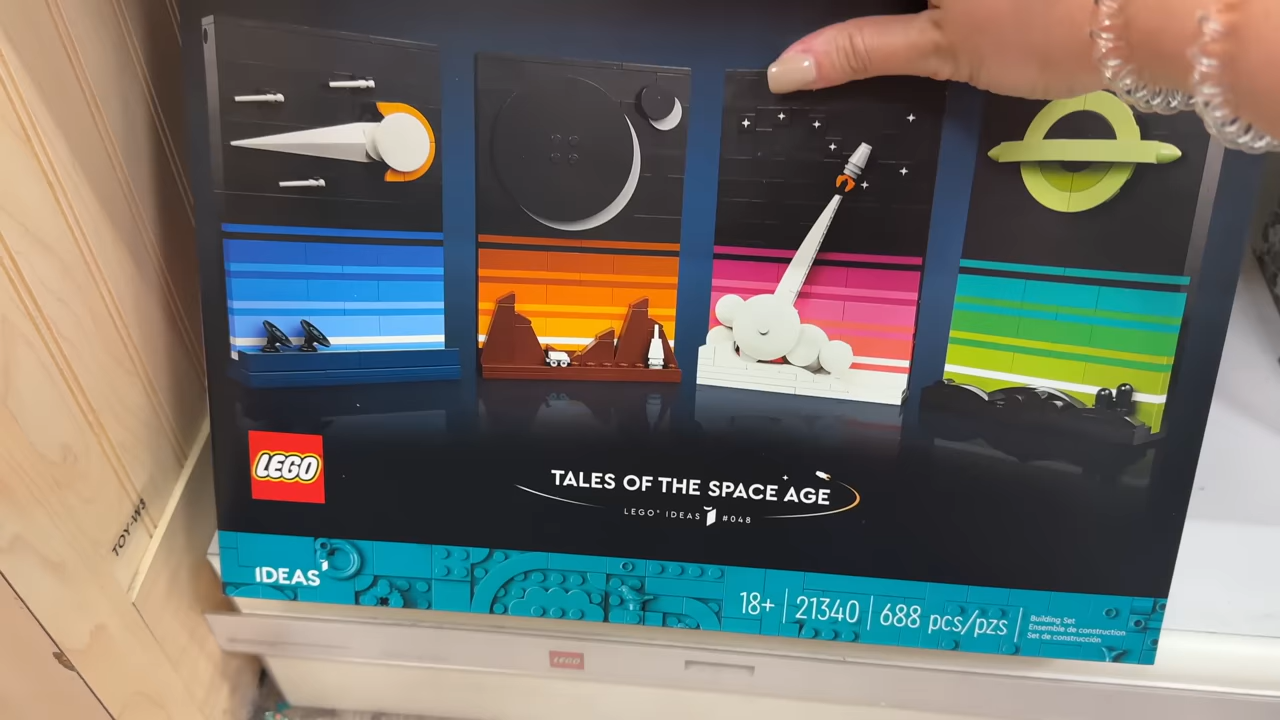 LEGO
TALES OF THE SPACE AGE
LEGO® IDEAS #048
IDEAS
18+ 21340 688 pcs/pzs
Building Set
Ensemble de construction
Set de construcción
TOY-WS
LEGO